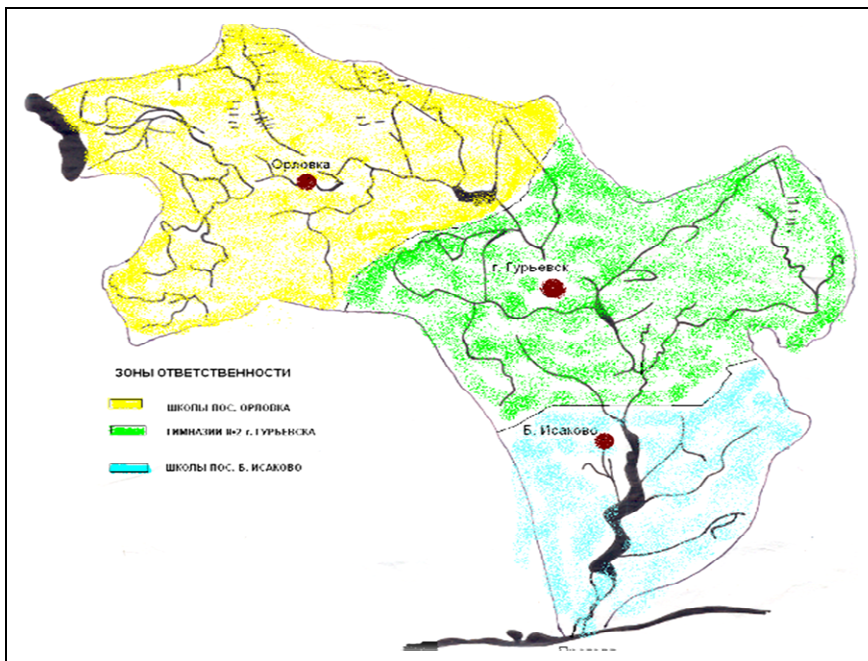 Орловка
г. Гурьевск
ЗОНЫ ОТВЕТСТВЕННОСТИ
ШКОЛЫ ПОС. ОРЛОВКА
ГИМНАЗИИ №2 г. ГУРЬЕВСКА
ШКОЛЫ ПОС. Б. ИСАКОВО
Б. Исаково